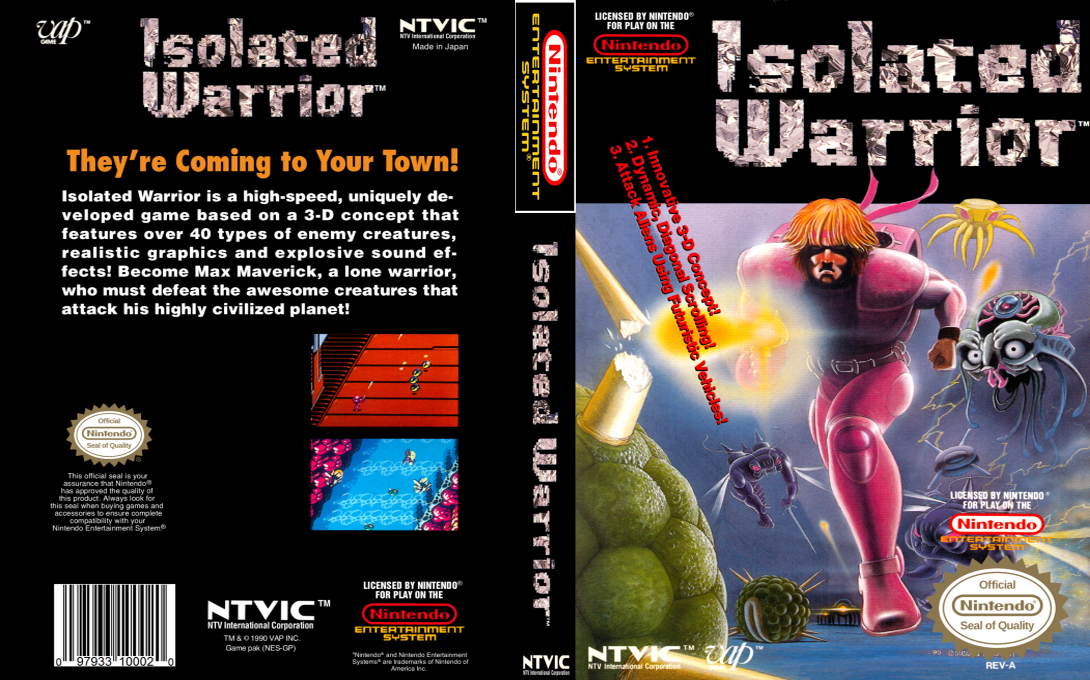 vap™
GAME
Isolated
Warrior™
NTVIC™
NTV International Corporation
Made in Japan
They're Coming to Your Town!
Isolated Warrior is a high-speed, uniquely de-
veloped game based on a 3-D concept that
features over 40 types of enemy creatures,
realistic graphics and explosive sound ef-
fects! Become Max Maverick, a lone warrior,
who must defeat the awesome creatures that
attack his highly civilized planet!
Official
Nintendo®
Seal of Quality
This official seal is your
assurance that Nintendo®
has approved the quality of
this product. Always look for
this seal when buying games and
accessories to ensure complete
compatibility with your
Nintendo Entertainment System®
0 97933 10002 0
NTVIC™
NTV International Corporation
TM & © 1990 VAP INC.
Game pak (NES-GP)
LICENSED BY NINTENDO®
FOR PLAY ON THE
Nintendo
ENTERTAINMENT
SYSTEM
"Nintendo® and Nintendo Entertainment
Systems® are trademarks of Nintendo of
America Inc.
Nintendo®
ENTERTAINMENT
SYSTEM®
Isolated Warrior™
NTVIC
NTV International Corporation
LICENSED BY NINTENDO®
FOR PLAY ON THE
Nintendo
ENTERTAINMENT
SYSTEM
Isolated
Warrior™
1. Innovative 3-D Concept!
2. Dynamic, Diagonal Scrolling!
3. Attack Aliens Using Futuristic Vehicles!
LICENSED BY NINTENDO®
FOR PLAY ON THE
Nintendo
ENTERTAINMENT
SYSTEM
Official
Nintendo®
Seal of Quality
REV-A
NTVIC™
NTV International Corporation
vap™